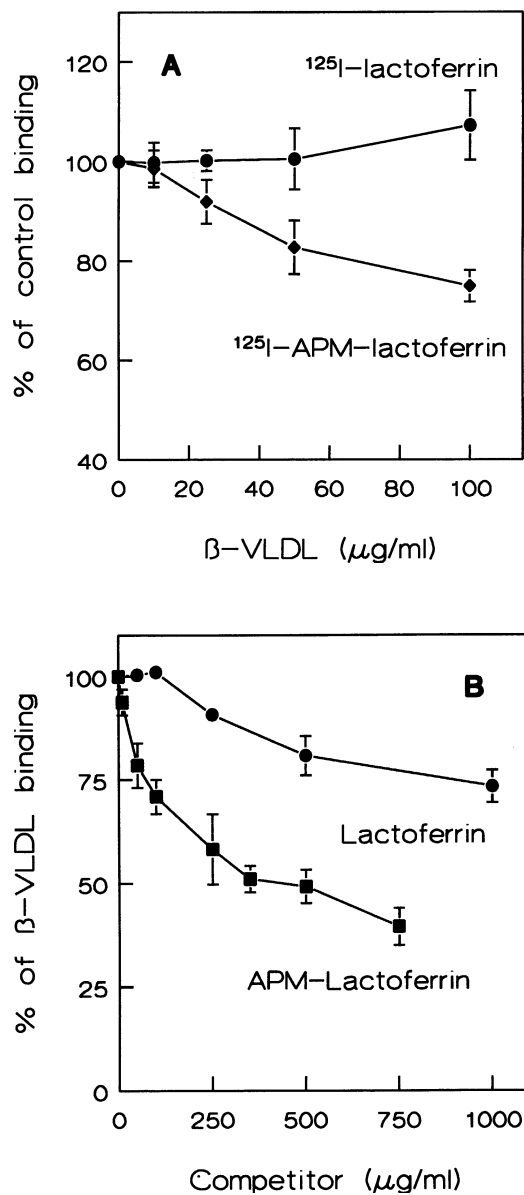 A
¹²⁵I-lactoferrin
¹²⁵I-APM-lactoferrin
% of control binding
120
100
80
60
40
0 20 40 60 80 100
ß-VLDL (μg/ml)
B
Lactoferrin
APM-Lactoferrin
% of ß-VLDL binding
100
75
50
25
0
0 250 500 750 1000
Competitor (μg/ml)